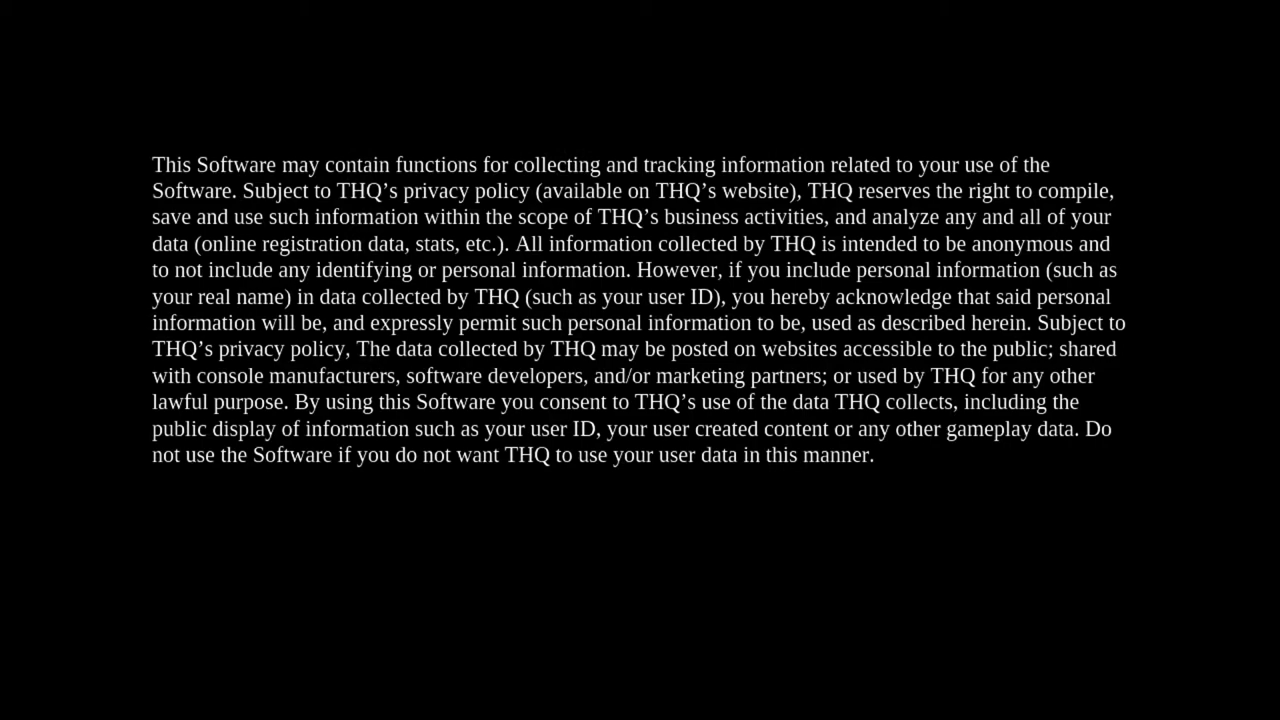 This Software may contain functions for collecting and tracking information related to your use of the
Software. Subject to THQ’s privacy policy (available on THQ’s website), THQ reserves the right to compile,
save and use such information within the scope of THQ’s business activities, and analyze any and all of your
data (online registration data, stats, etc.). All information collected by THQ is intended to be anonymous and
to not include any identifying or personal information. However, if you include personal information (such as
your real name) in data collected by THQ (such as your user ID), you hereby acknowledge that said personal
information will be, and expressly permit such personal information to be, used as described herein. Subject to
THQ’s privacy policy, The data collected by THQ may be posted on websites accessible to the public; shared
with console manufacturers, software developers, and/or marketing partners; or used by THQ for any other
lawful purpose. By using this Software you consent to THQ’s use of the data THQ collects, including the
public display of information such as your user ID, your user created content or any other gameplay data. Do
not use the Software if you do not want THQ to use your user data in this manner.